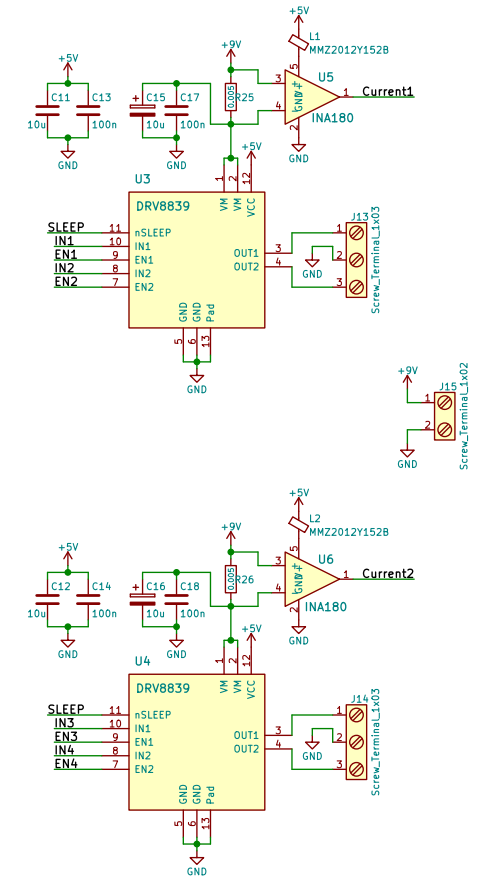 +5V
L1
MMZ2012Y152B
+9V
+5V
U5
3
5
V+
1
Current1
4
GND
2
INA180
GND
R25
0.005
C11
10u
C13
100n
GND
+
C15
10u
C17
100n
GND
+5V
U3
1
2
12
DRV8839
VM
VM
VCC
SLEEP
11
nSLEEP
IN1
10
IN1
EN1
9
EN1
IN2
8
IN2
EN2
7
EN2
OUT1
3
OUT2
4
GND
GND
Pad
5
6
13
GND
J13
1
2
3
GND
Screw_Terminal_1x03
+9V
J15
1
2
GND
Screw_Terminal_1x02
+5V
L2
MMZ2012Y152B
+9V
+5V
U6
3
5
V+
1
Current2
4
GND
2
INA180
GND
R26
0.005
C12
10u
C14
100n
GND
+
C16
10u
C18
100n
GND
+5V
U4
1
2
12
DRV8839
VM
VM
VCC
SLEEP
11
nSLEEP
IN3
10
IN1
EN3
9
EN1
IN4
8
IN2
EN4
7
EN2
OUT1
3
OUT2
4
GND
GND
Pad
5
6
13
GND
J14
1
2
3
GND
Screw_Terminal_1x03